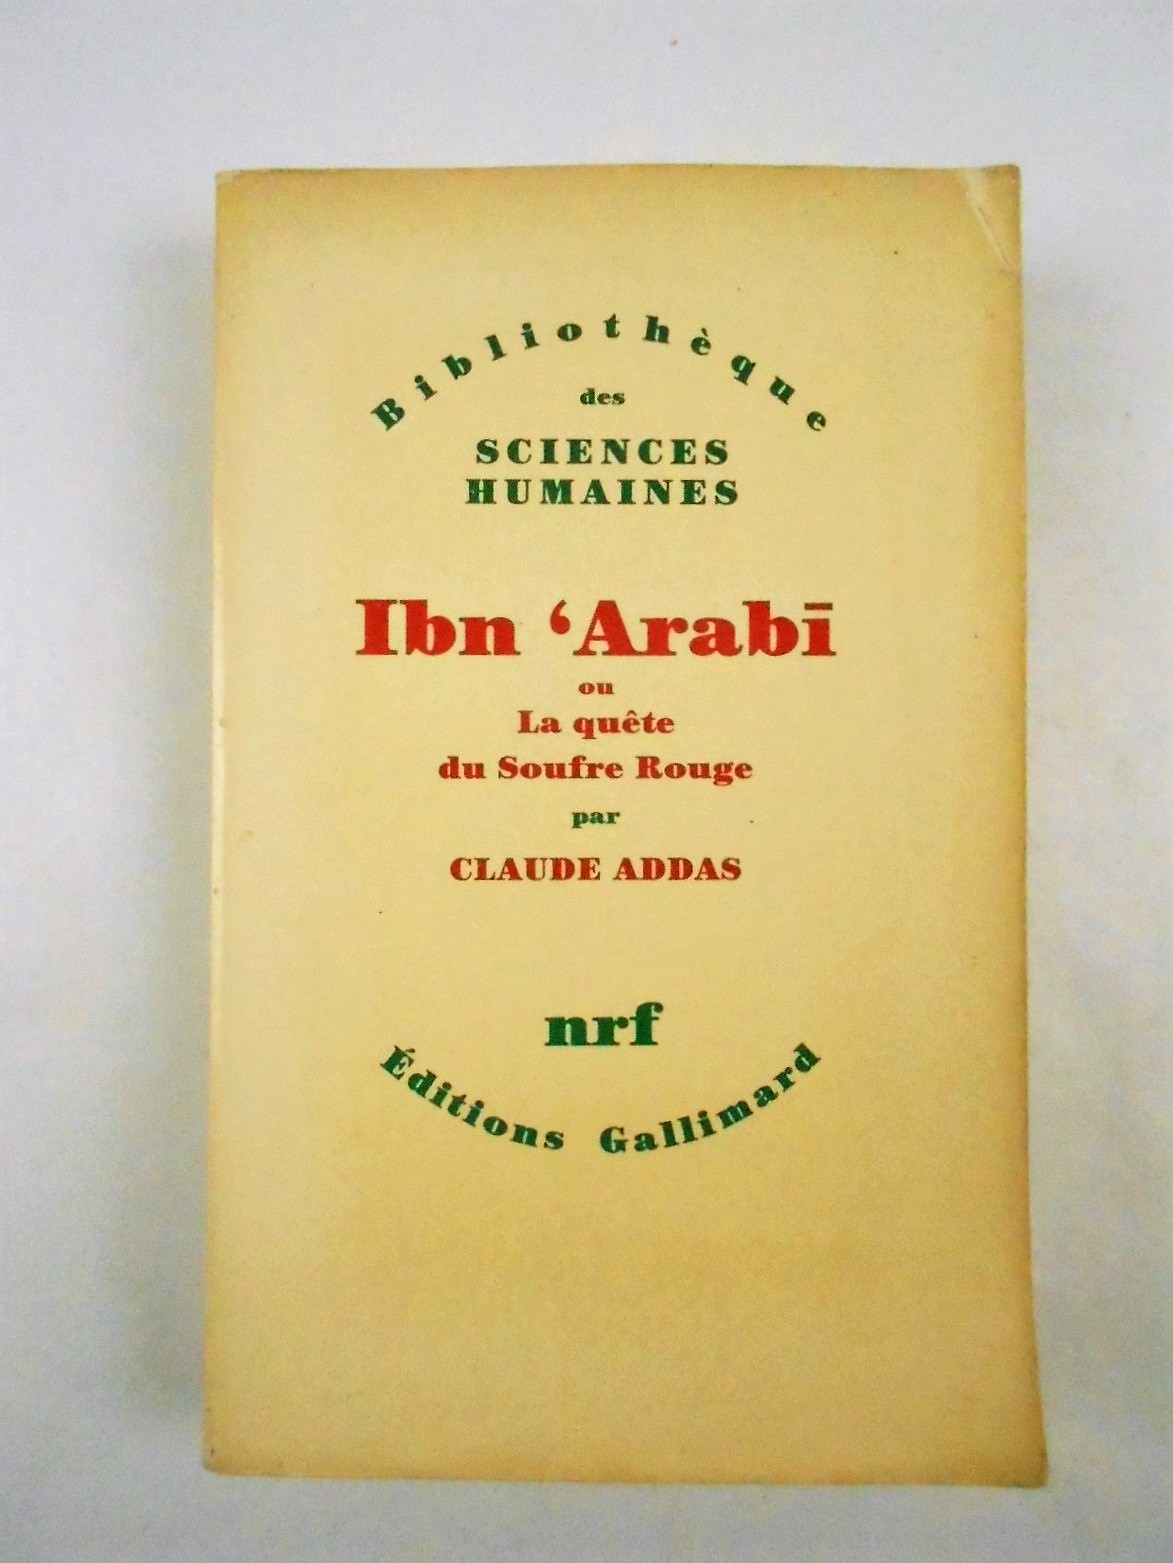 Bibliothèque
des
SCIENCES
HUMAINES
Ibn ‘Arabī
ou
La quête
du Soufre Rouge
par
CLAUDE ADDAS
nrf
Éditions Gallimard